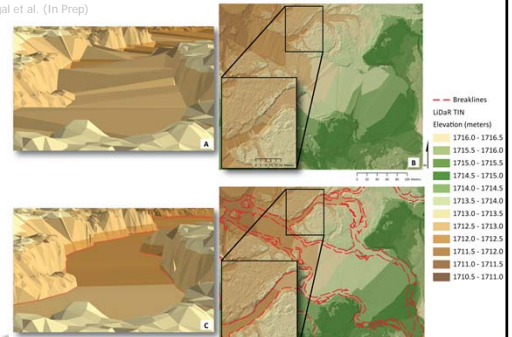 gal et al. (In Prep)
A
B
C
Breaklines
LiDaR TIN
Elevation (meters)
1716.0 - 1716.5
1715.5 - 1716.0
1715.0 - 1715.5
1714.5 - 1715.0
1714.0 - 1714.5
1713.5 - 1714.0
1713.0 - 1713.5
1712.5 - 1713.0
1712.0 - 1712.5
1711.5 - 1712.0
1711.0 - 1711.5
1710.5 - 1711.0